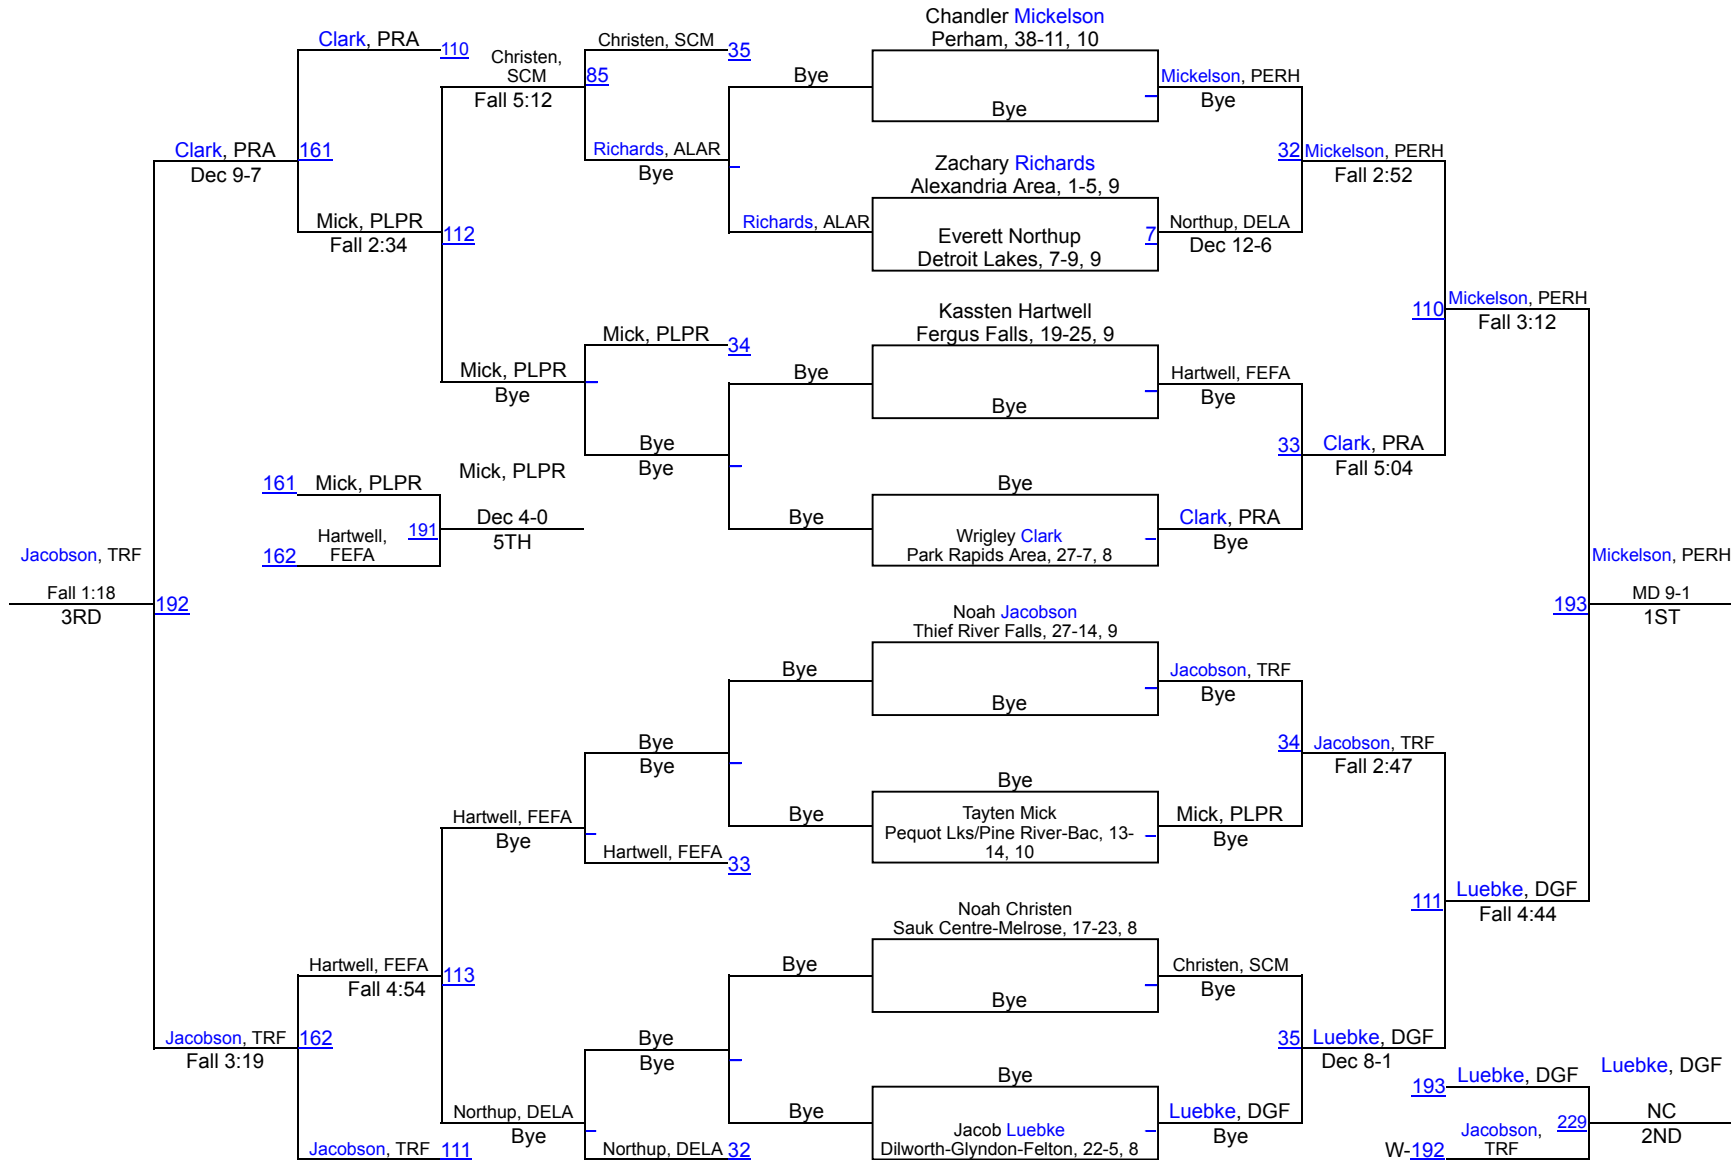 Chandler Mickelson
Perham, 38-11, 10
Bye
Bye
Zachary Richards
Alexandria Area, 1-5, 9
Richards, ALAR
Everett Northup
Detroit Lakes, 7-9, 9
7
Kassten Hartwell
Fergus Falls, 19-25, 9
Bye
Bye
Bye
Bye
Wrigley Clark
Park Rapids Area, 27-7, 8
Noah Jacobson
Thief River Falls, 27-14, 9
Bye
Bye
Bye
Bye
Tayten Mick
Pequot Lks/Pine River-Bac, 13-
14, 10
Noah Christen
Sauk Centre-Melrose, 17-23, 8
Bye
Bye
Bye
Bye
Jacob Luebke
Dilworth-Glyndon-Felton, 22-5, 8
Mickelson, PERH
Bye
32
Northup, DELA
Dec 12-6
Hartwell, FEFA
Bye
33
Clark, PRA
Bye
Jacobson, TRF
Bye
34
Mick, PLPR
Bye
Christen, SCM
Bye
35
Luebke, DGF
Bye
Mickelson, PERH
Fall 2:52
110
Clark, PRA
Fall 5:04
Jacobson, TRF
Fall 2:47
111
Luebke, DGF
Dec 8-1
Mickelson, PERH
Fall 3:12
193
Luebke, DGF
Fall 4:44
Mickelson, PERH
MD 9-1
1ST
193
Luebke, DGF
Luebke, DGF
229
NC
2ND
Jacobson,
TRF
W-192
Christen, SCM
35
85
Richards, ALAR
Bye
Mick, PLPR
34
Bye
Bye
Bye
Bye
Hartwell, FEFA
33
Bye
Bye
Northup, DELA
32
Christen,
SCM
Fall 5:12
112
Mick, PLPR
Bye
Hartwell, FEFA
Bye
113
Northup, DELA
Bye
Clark, PRA
110
161
Mick, PLPR
Fall 2:34
Hartwell, FEFA
Fall 4:54
162
Jacobson, TRF
111
161
Mick, PLPR
Mick, PLPR
191
Dec 4-0
5TH
Hartwell,
FEFA
162
Clark, PRA
Dec 9-7
192
Jacobson, TRF
Fall 3:19
Jacobson, TRF
Fall 1:18
3RD